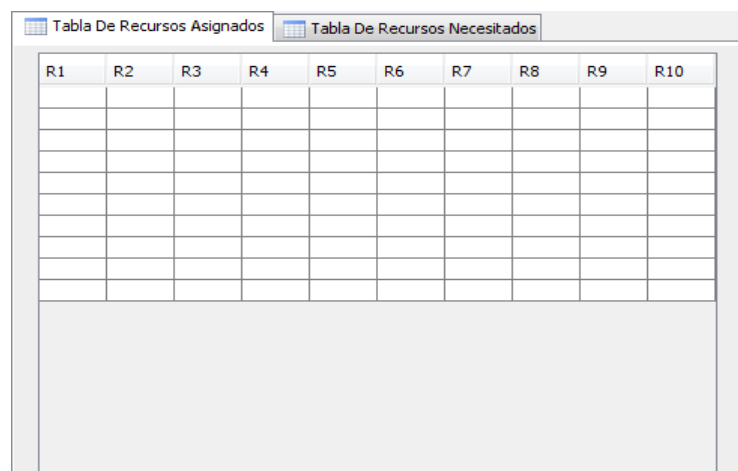 Tabla De Recursos Asignados Tabla De Recursos Necesitados
R1 R2 R3 R4 R5 R6 R7 R8 R9 R10